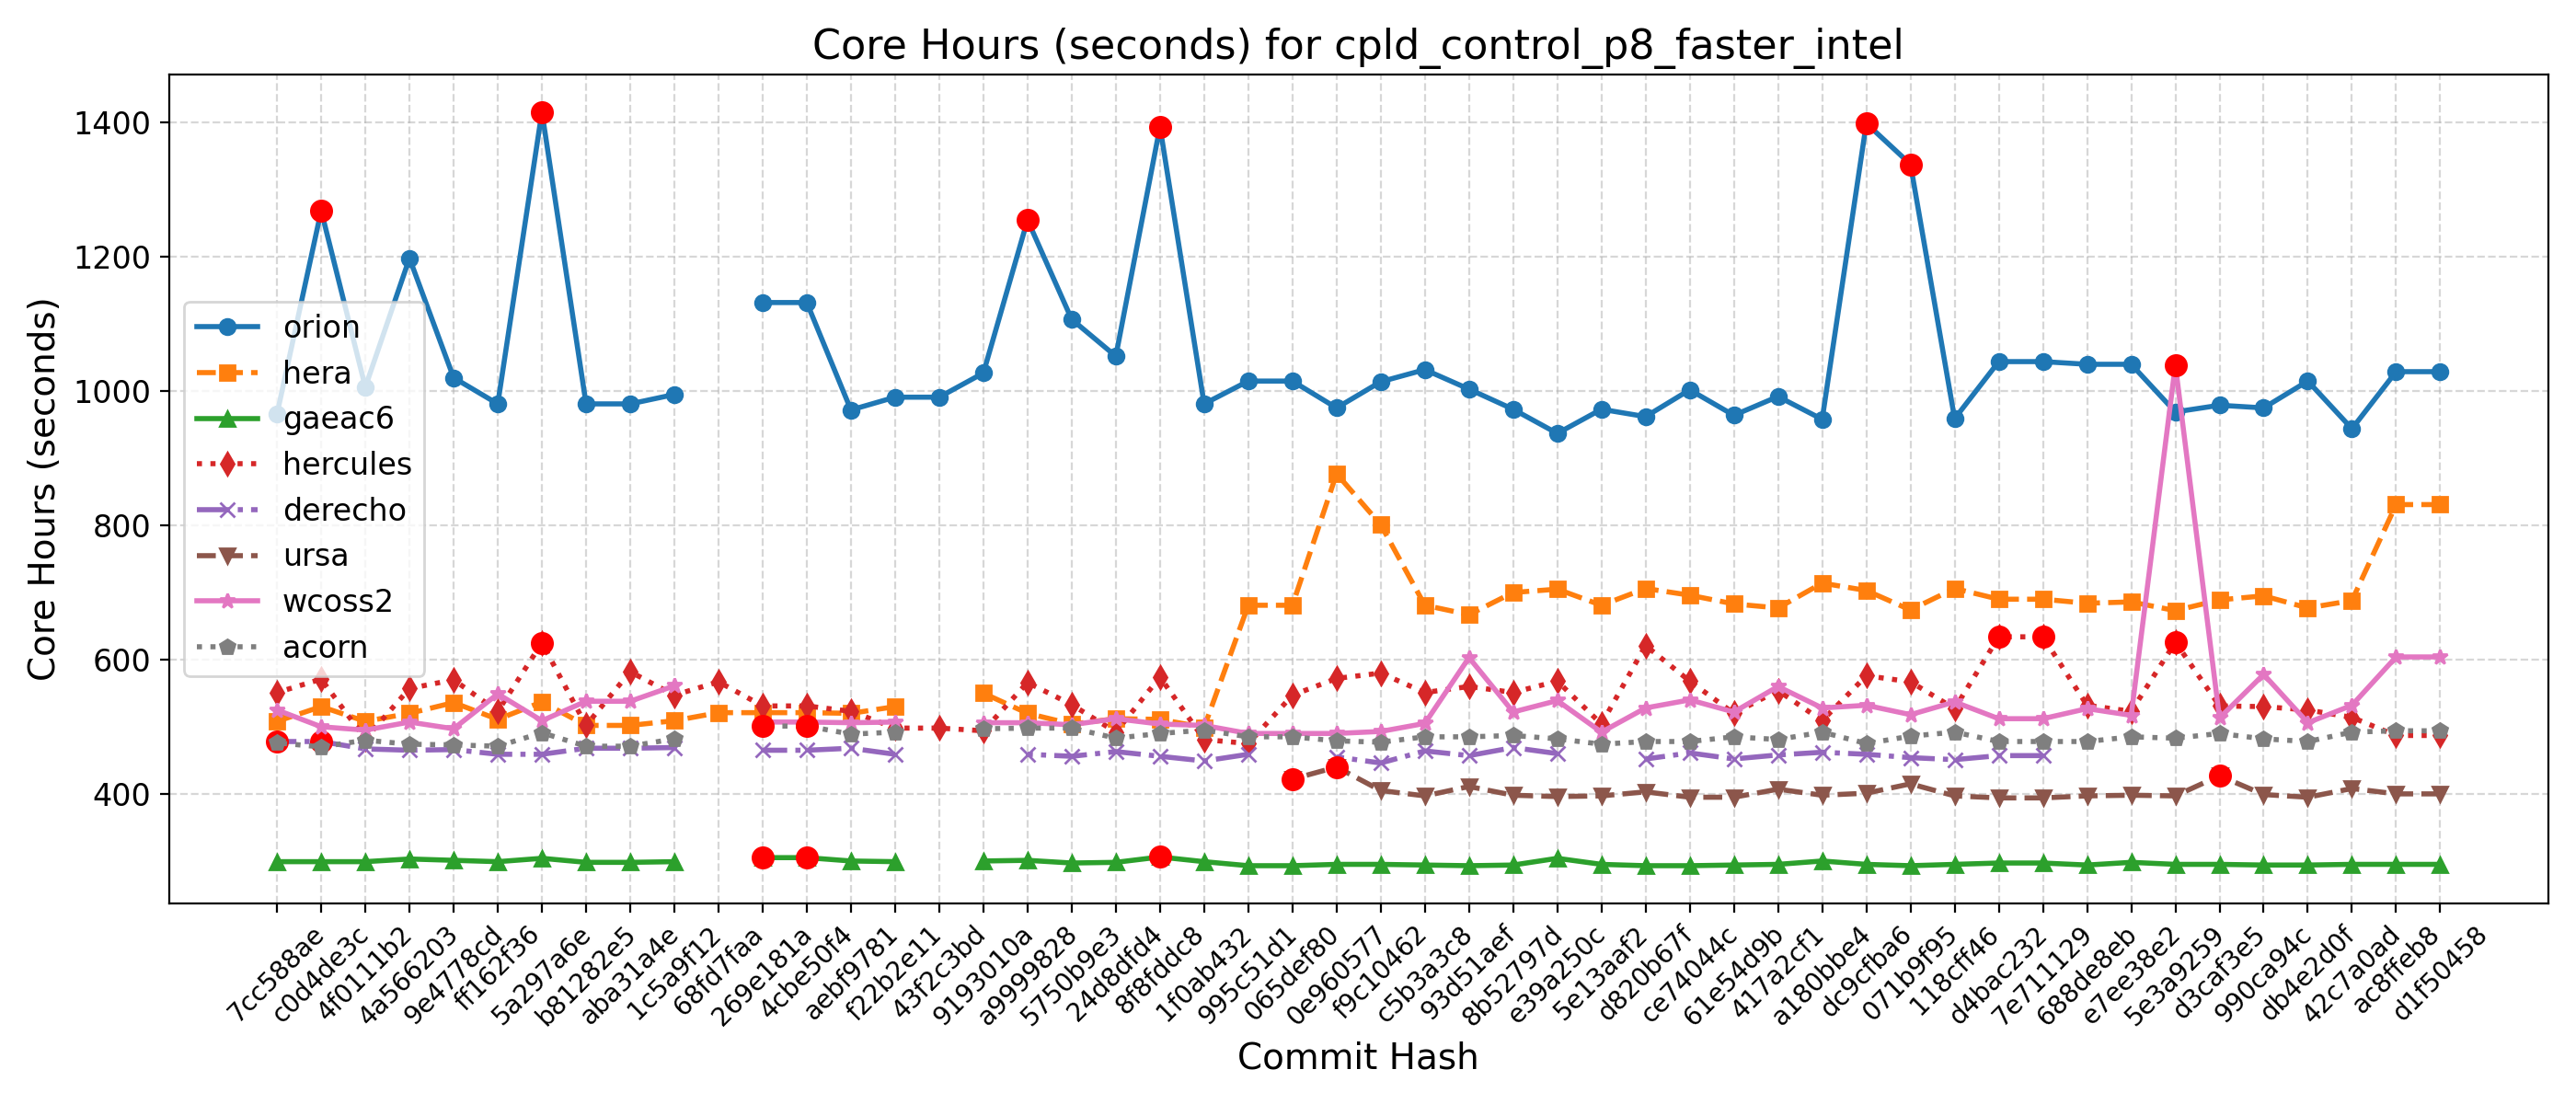 Core Hours (seconds) for cpld_control_p8_faster_intel
Core Hours (seconds)
1400
1200
1000
800
600
400
orion
hera
gaeac6
hercules
derecho
ursa
wcoss2
acorn
7cc588ae
c0d4de3c
4f0111b2
4a566203
9e4778cd
ff162f36
5a297a6e
b81282e5
aba31a4e
1c5a9f12
68fd7faa
269e181a
4cbe50f4
aebf9781
f22b2e11
43f2c3bd
9193010a
a9999828
5750b9e3
24d8dfd4
8f8fddc8
1f0ab432
995c51d1
065def80
0e960577
f9c10462
c5b3a3c8
93d51aef
8b52797d
e39a250c
5e13aaf2
d820b67f
ce74044c
61e54d9b
417a2cf1
a180bbe4
dc9cfba6
071b9f95
118cff46
d4bac232
7e711129
688de8eb
e7ee38e2
5e3a9259
d3caf3e5
990ca94c
db4e2d0f
42c7a0ad
ac8ffeb8
d1f50458
Commit Hash